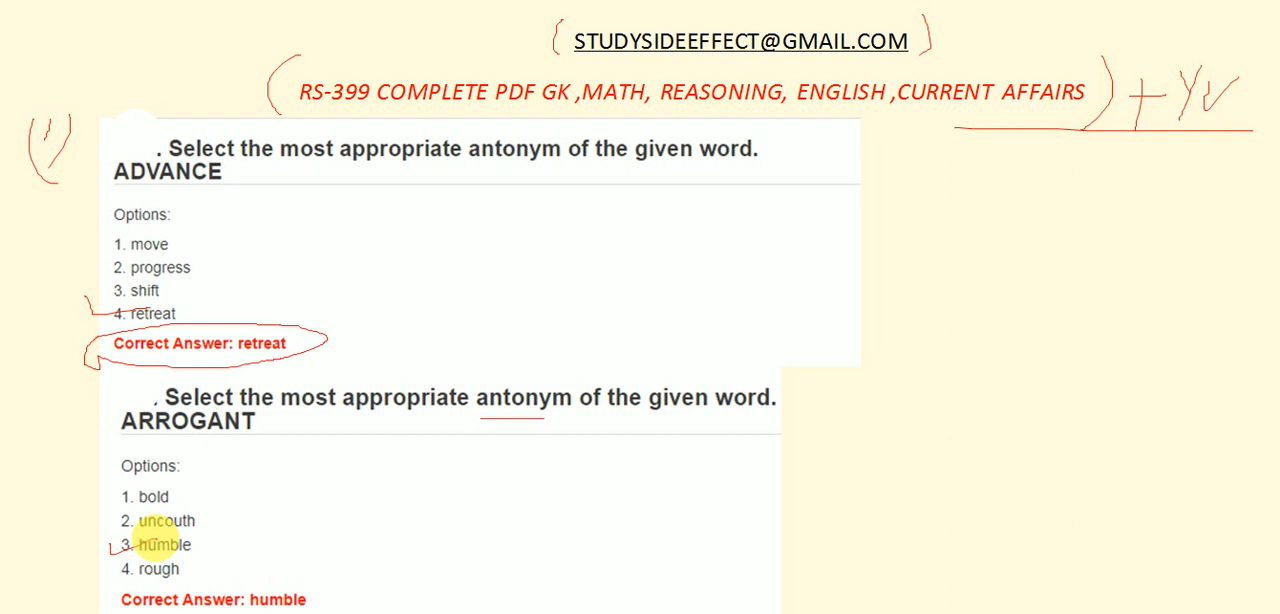 STUDYSIDEEFFECT@GMAIL.COM
RS-399 COMPLETE PDF GK ,MATH, REASONING, ENGLISH ,CURRENT AFFAIRS
. Select the most appropriate antonym of the given word.
ADVANCE
Options:
1. move
2. progress
3. shift
4. retreat
Correct Answer: retreat
. Select the most appropriate antonym of the given word.
ARROGANT
Options:
1. bold
2. uncouth
3. humble
4. rough
Correct Answer: humble